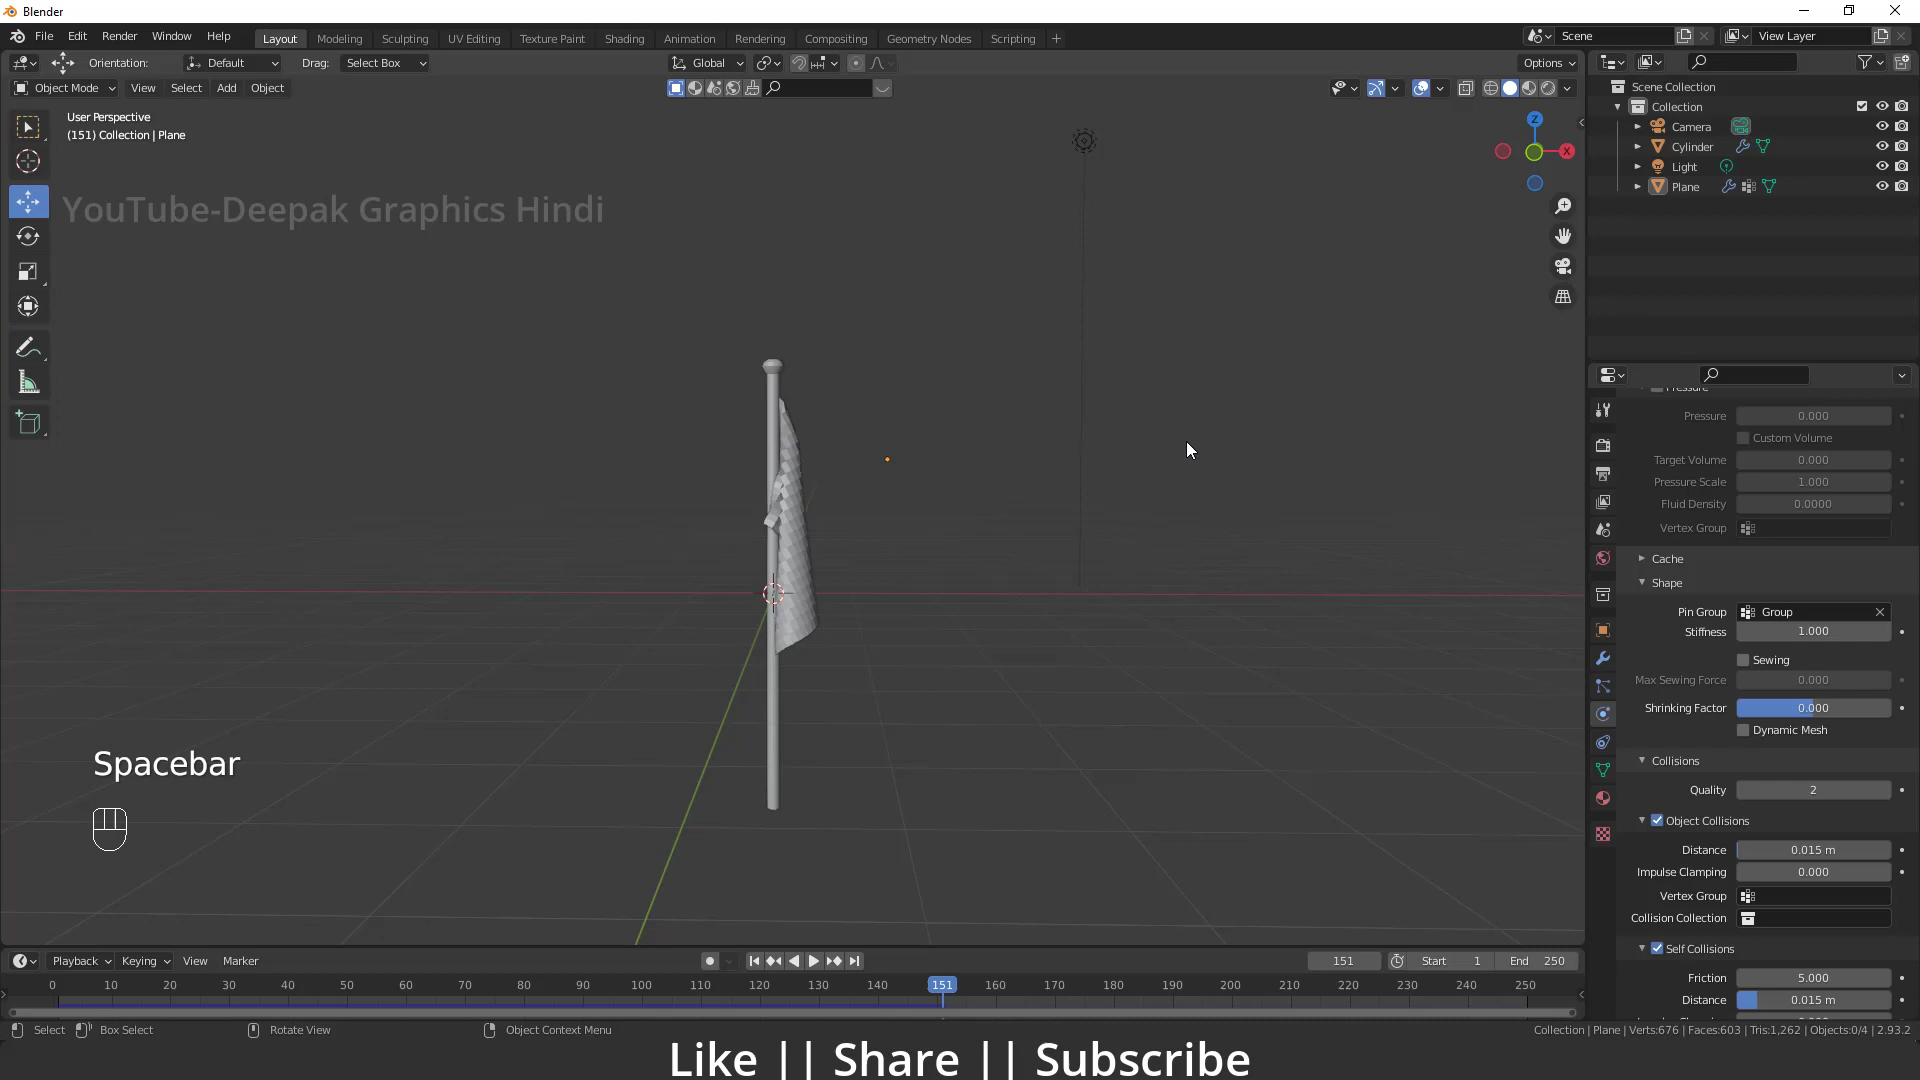 Blender
File Edit Render Window Help Layout Modeling Sculpting UV Editing Texture Paint Shading Animation Rendering Compositing Geometry Nodes Scripting + Scene View Layer
Orientation: Default Drag: Select Box Global Options
Object Mode View Select Add Object
User Perspective
(151) Collection | Plane
YouTube-Deepak Graphics Hindi
Z
X
Scene Collection
Collection
Camera
Cylinder
Light
Plane
Pressure
Pressure 0.000
Custom Volume
Target Volume 0.000
Pressure Scale 1.000
Fluid Density 0.0000
Vertex Group
Cache
Shape
Pin Group Group
Stiffness 1.000
Sewing
Max Sewing Force 0.000
Shrinking Factor 0.000
Dynamic Mesh
Collisions
Quality 2
Object Collisions
Distance 0.015 m
Impulse Clamping 0.000
Vertex Group
Collision Collection
Self Collisions
Friction 5.000
Distance 0.015 m
Spacebar
Playback Keying View Marker 151 Start 1 End 250
0 10 20 30 40 50 60 70 80 90 100 110 120 130 140 151 160 170 180 190 200 210 220 230 240 250
Select Box Select Rotate View Object Context Menu Collection | Plane | Verts:676 | Faces:603 | Tris:1,262 | Objects:0/4 | 2.93.2
Like || Share || Subscribe